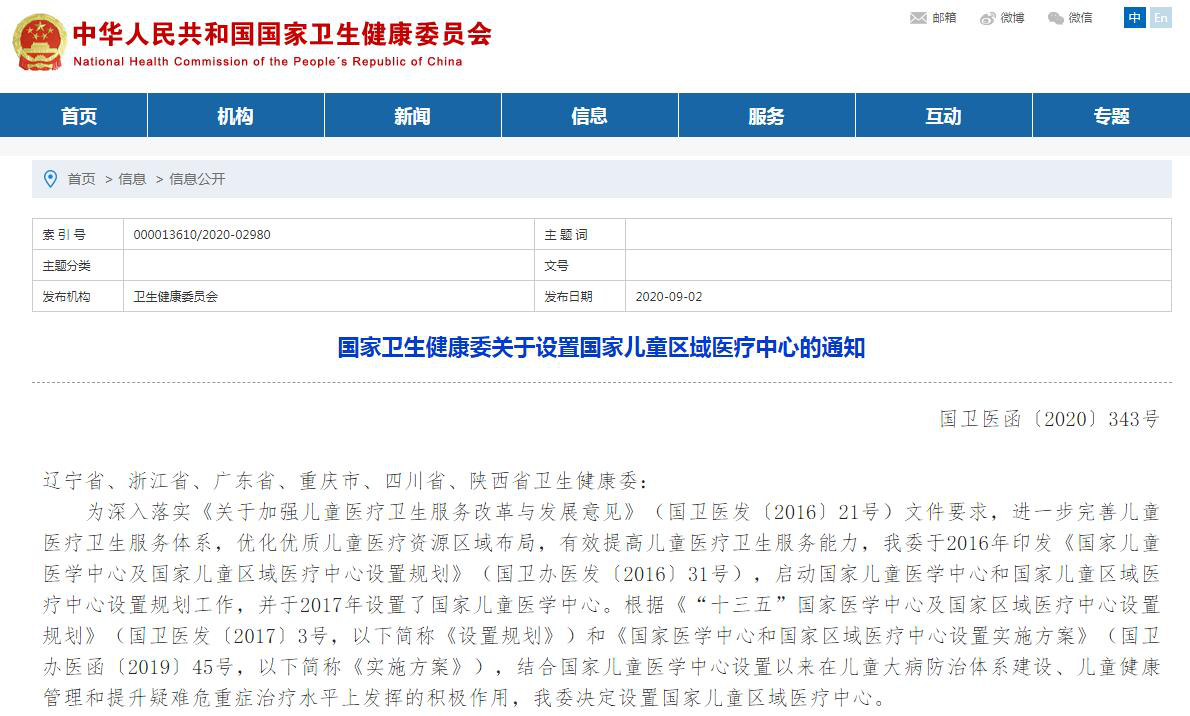 中华人民共和国国家卫生健康委员会
National Health Commission of the People's Republic of China
邮箱 微博 微信 中 En
首页 机构 新闻 信息 服务 互动 专题
首页 > 信息 > 信息公开
索 引 号 000013610/2020-02980 主 题 词
主题分类 文号
发布机构 卫生健康委员会 发布日期 2020-09-02
国家卫生健康委关于设置国家儿童区域医疗中心的通知
国卫医函〔2020〕343号
辽宁省、浙江省、广东省、重庆市、四川省、陕西省卫生健康委：
为深入落实《关于加强儿童医疗卫生服务改革与发展意见》（国卫医发〔2016〕21号）文件要求，进一步完善儿童
医疗卫生服务体系，优化优质儿童医疗资源区域布局，有效提高儿童医疗卫生服务能力，我委于2016年印发《国家儿童
医学中心及国家儿童区域医疗中心设置规划》（国卫办医发〔2016〕31号），启动国家儿童医学中心和国家儿童区域医
疗中心设置规划工作，并于2017年设置了国家儿童医学中心。根据《“十三五”国家医学中心及国家区域医疗中心设置
规划》（国卫医发〔2017〕3号，以下简称《设置规划》）和《国家医学中心和国家区域医疗中心设置实施方案》（国卫
办医函〔2019〕45号，以下简称《实施方案》），结合国家儿童医学中心设置以来在儿童大病防治体系建设、儿童健康
管理和提升疑难危重症治疗水平上发挥的积极作用，我委决定设置国家儿童区域医疗中心。